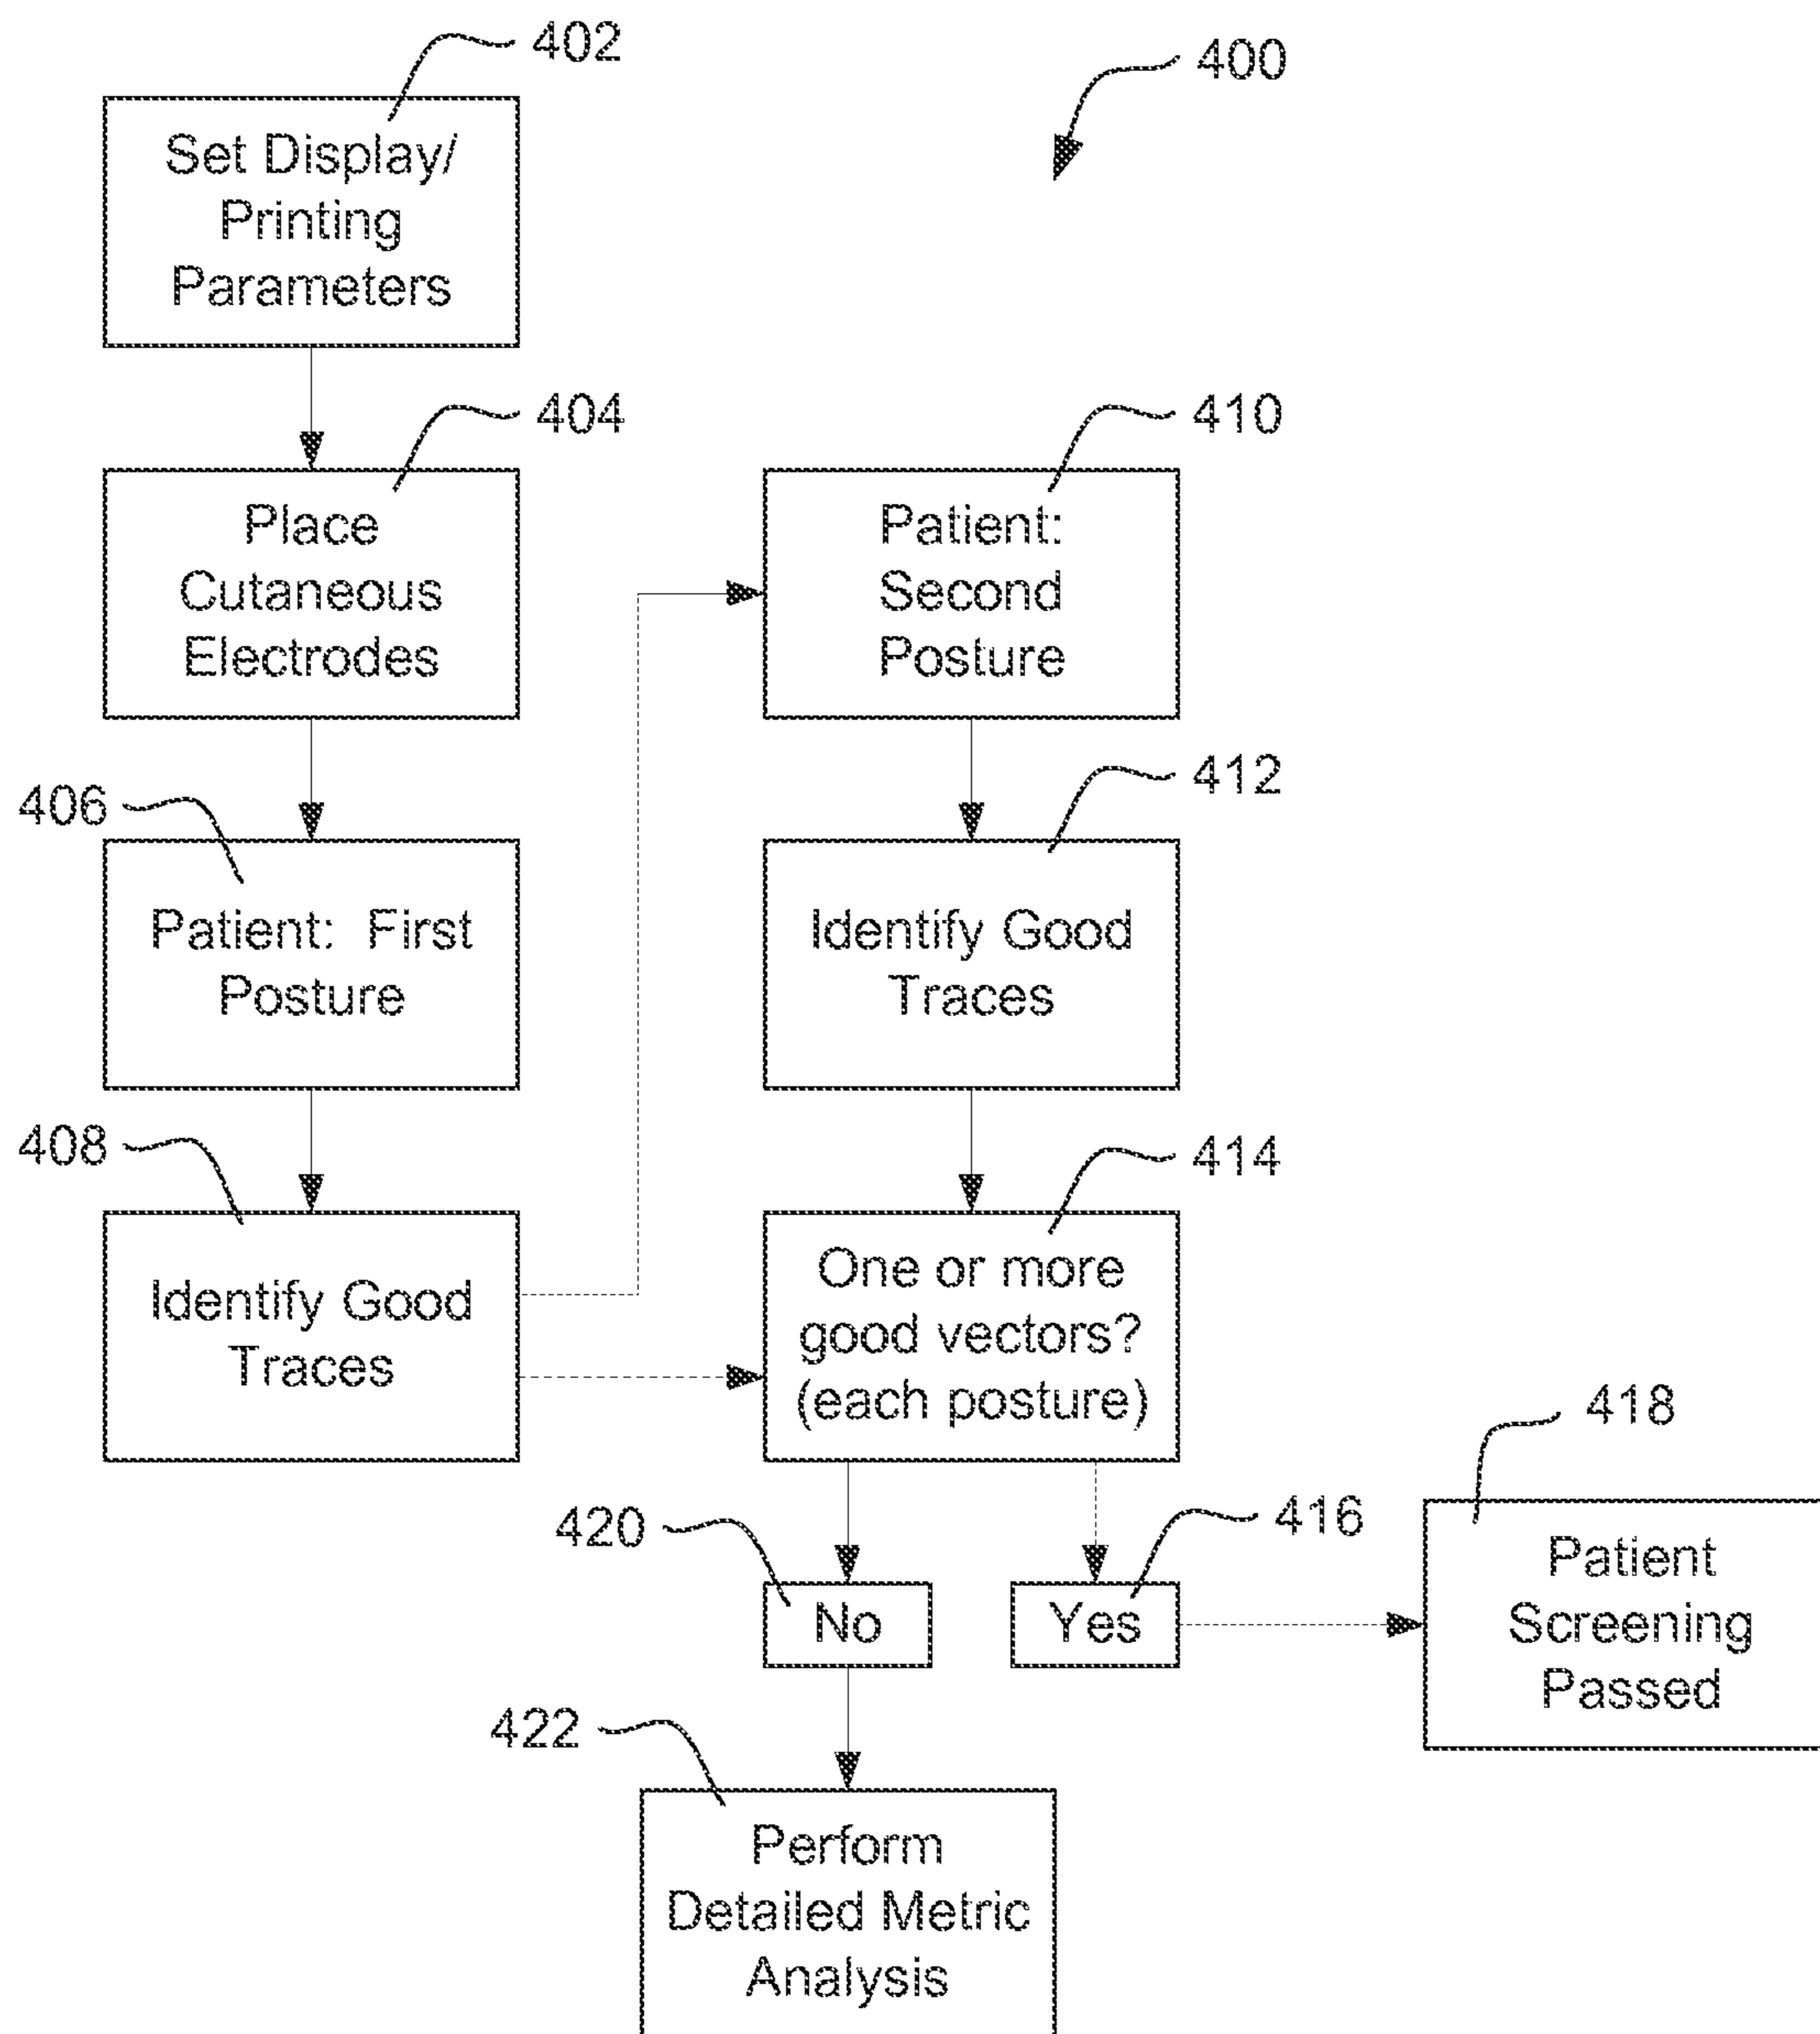 402
400
Set Display/
Printing
Parameters
404
410
Place
Cutaneous
Electrodes
Patient:
Second
Posture
406
412
Patient: First
Posture
Identify Good
Traces
408
414
Identify Good
Traces
One or more
good vectors?
(each posture)
418
420
416
No
Yes
Patient
Screening
Passed
422
Perform
Detailed Metric
Analysis